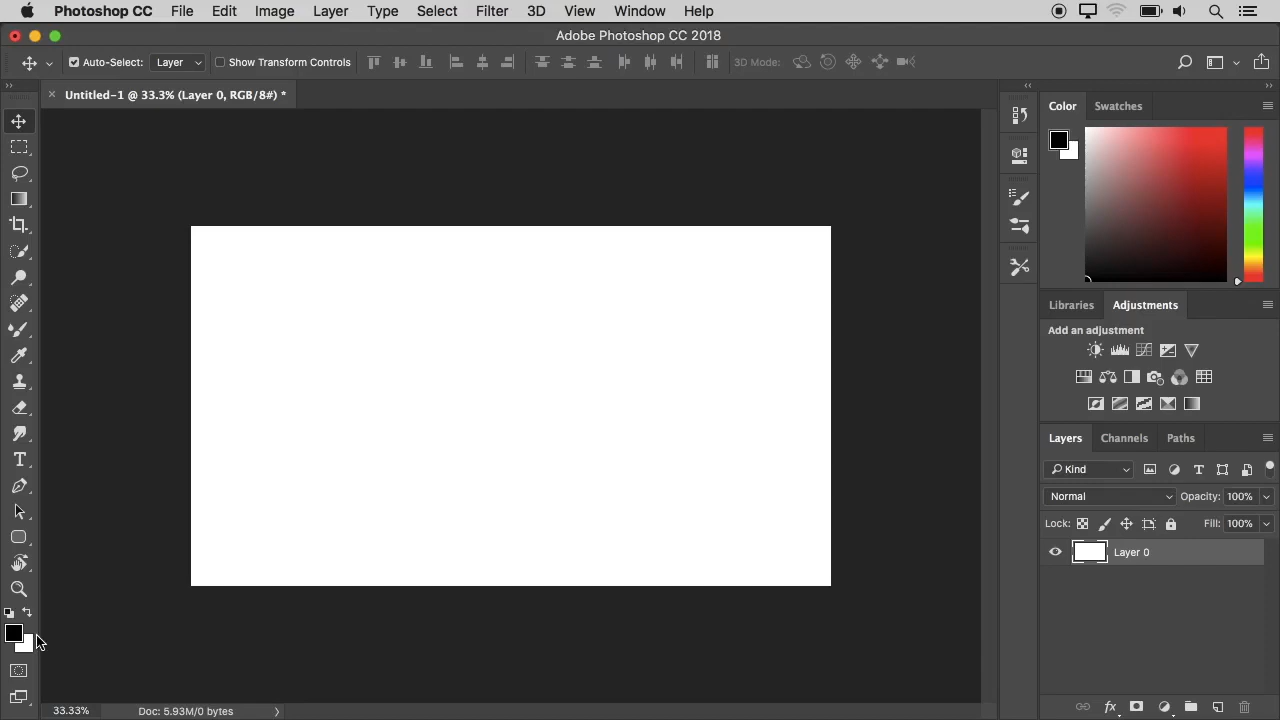 Photoshop CC File Edit Image Layer Type Select Filter 3D View Window Help
Adobe Photoshop CC 2018
Auto-Select: Layer Show Transform Controls 3D Mode:
Untitled-1 @ 33.3% (Layer 0, RGB/8#) *
Color Swatches
Libraries Adjustments
Add an adjustment
Layers Channels Paths
Kind
Normal Opacity: 100%
Lock: Fill: 100%
Layer 0
T
fx
33.33% Doc: 5.93M/0 bytes